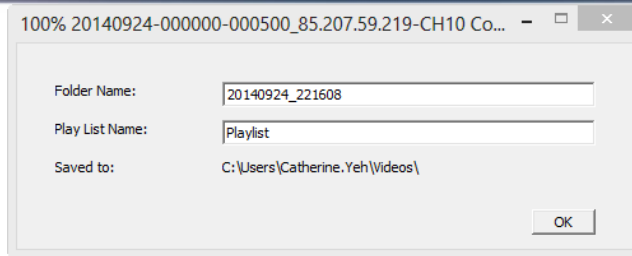 100% 20140924-000000-000500_85.207.59.219-CH10 Co...
Folder Name: 20140924_221608
Play List Name: Playlist
Saved to: C:\Users\Catherine.Yeh\Videos\
OK